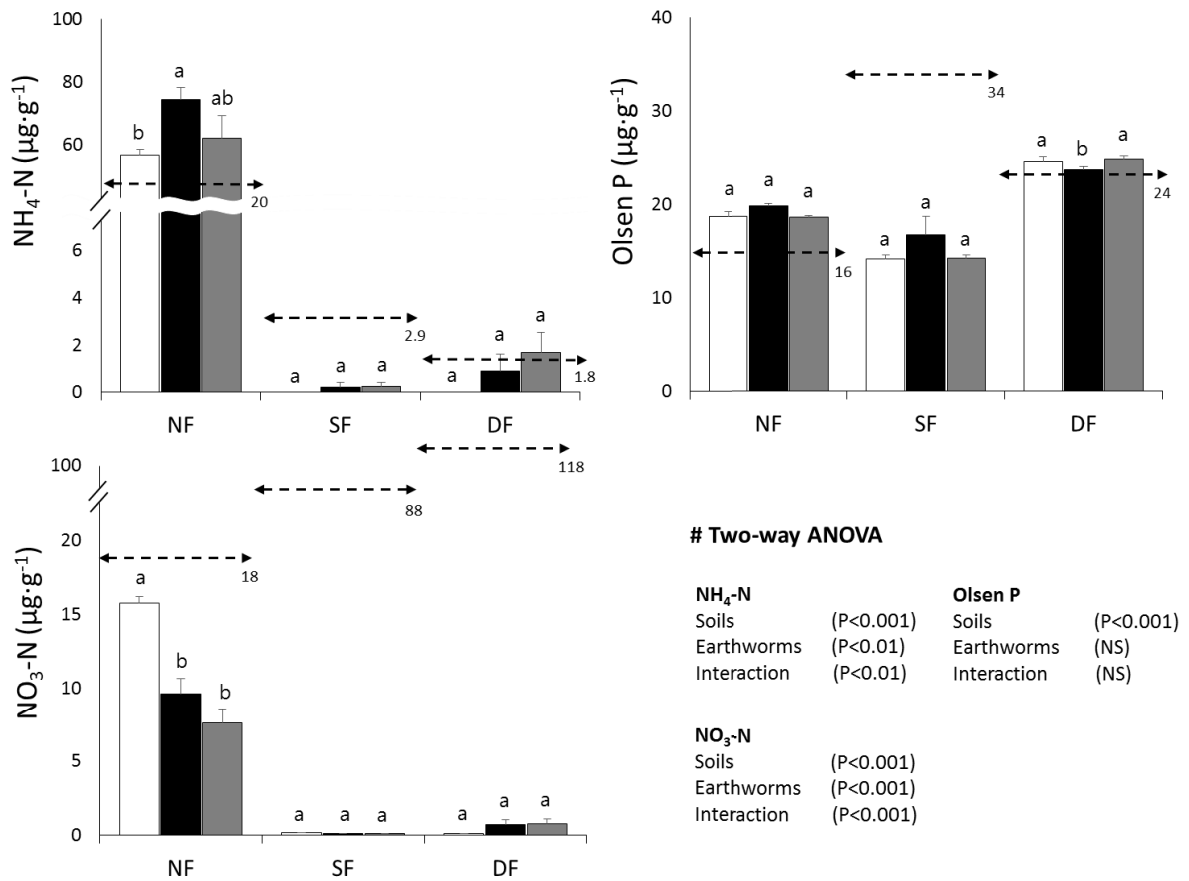 NH₄-N (µg·g⁻¹)
100
80
60
6
4
2
0
b
a
ab
20
a
a
a
2.9
a
a
a
1.8
NF
SF
DF
Olsen P (µg·g⁻¹)
40
30
20
10
0
a
a
a
16
a
a
a
34
a
b
a
24
NF
SF
DF
NO₃-N (µg·g⁻¹)
100
20
15
10
5
0
a
b
b
18
a
a
a
88
a
a
a
118
NF
SF
DF
# Two-way ANOVA
NH₄-N
Soils (P<0.001)
Earthworms (P<0.01)
Interaction (P<0.01)
Olsen P
Soils (P<0.001)
Earthworms (NS)
Interaction (NS)
NO₃-N
Soils (P<0.001)
Earthworms (P<0.001)
Interaction (P<0.001)